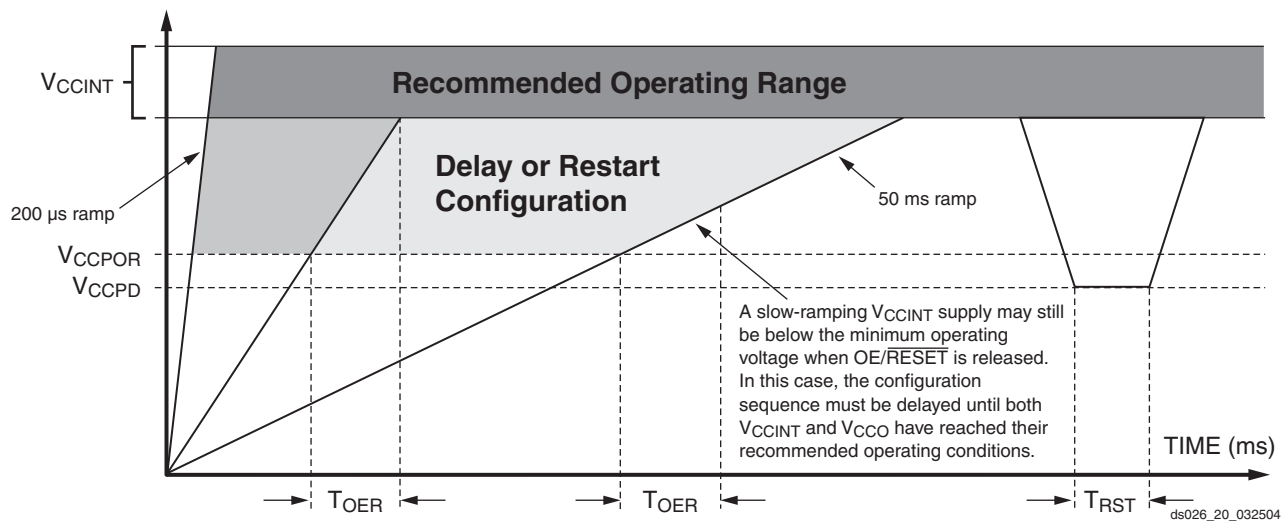 VCCINT
Recommended Operating Range
Delay or Restart
Configuration
200 µs ramp
50 ms ramp
VCCPOR
VCCPD
A slow-ramping VCCINT supply may still
be below the minimum operating
voltage when OE/RESET is released.
In this case, the configuration
sequence must be delayed until both
VCCINT and VCCO have reached their
recommended operating conditions.
TIME (ms)
TOER
TOER
TRST
ds026_20_032504